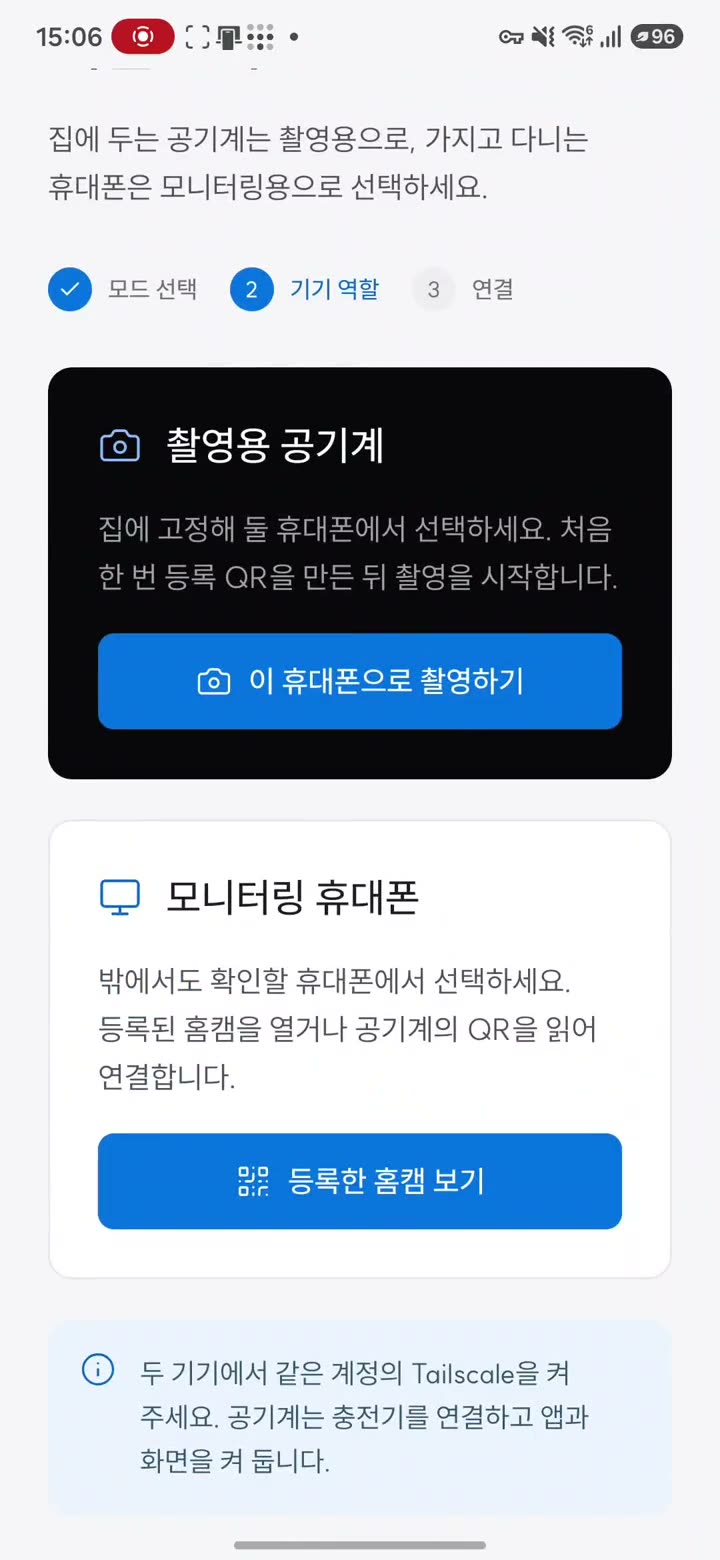 15:06
96
집에 두는 공기계는 촬영용으로, 가지고 다니는
휴대폰은 모니터링용으로 선택하세요.
모드 선택
2 기기 역할
3 연결
촬영용 공기계
집에 고정해 둘 휴대폰에서 선택하세요. 처음
한 번 등록 QR을 만든 뒤 촬영을 시작합니다.
이 휴대폰으로 촬영하기
모니터링 휴대폰
밖에서도 확인할 휴대폰에서 선택하세요.
등록된 홈캠을 열거나 공기계의 QR을 읽어
연결합니다.
등록한 홈캠 보기
두 기기에서 같은 계정의 Tailscale을 켜
주세요. 공기계는 충전기를 연결하고 앱과
화면을 켜 둡니다.